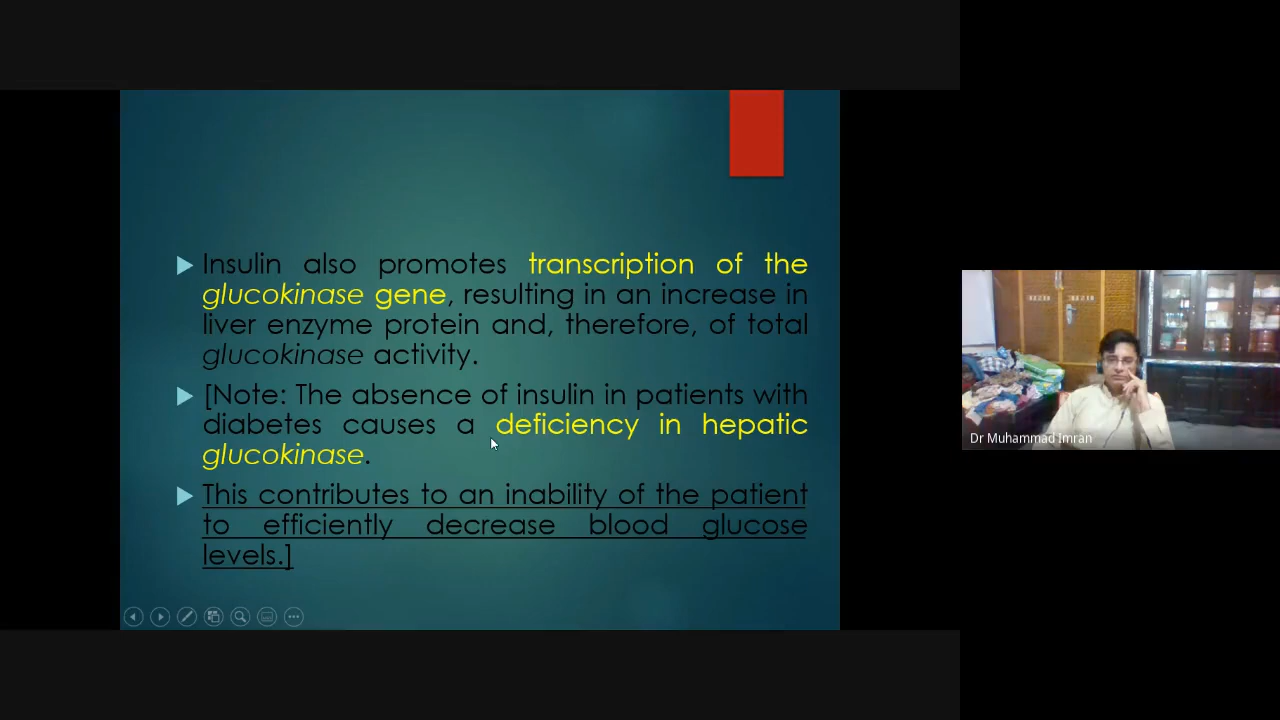 Insulin also promotes transcription of the
glucokinase gene, resulting in an increase in
liver enzyme protein and, therefore, of total
glucokinase activity.
[Note: The absence of insulin in patients with
diabetes causes a deficiency in hepatic
glucokinase.
This contributes to an inability of the patient
to efficiently decrease blood glucose
levels.]
Dr Muhammad Imran